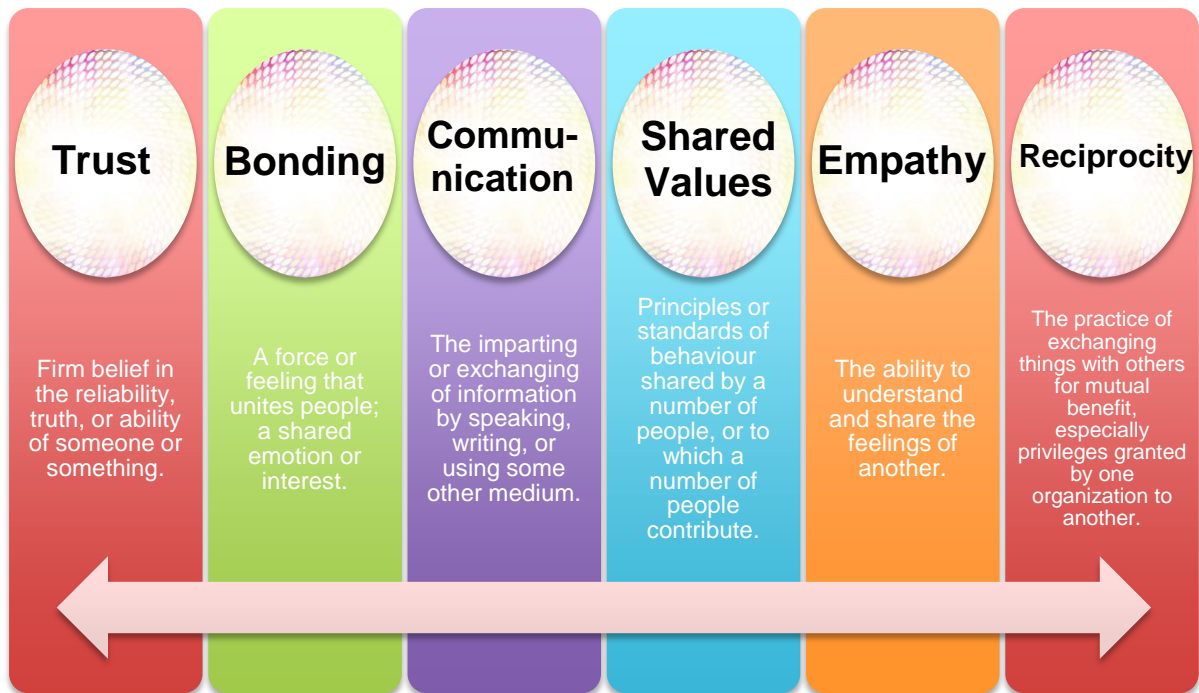 Trust
Firm belief in
the reliability,
truth, or ability
of someone or
something.
Bonding
A force or
feeling that
unites people;
a shared
emotion or
interest.
Commu-
nication
The imparting
or exchanging
of information
by speaking,
writing, or
using some
other medium.
Shared
Values
Principles or
standards of
behaviour
shared by a
number of
people, or to
which a
number of
people
contribute.
Empathy
The ability to
understand
and share the
feelings of
another.
Reciprocity
The practice of
exchanging
things with others
for mutual
benefit,
especially
privileges granted
by one
organization to
another.